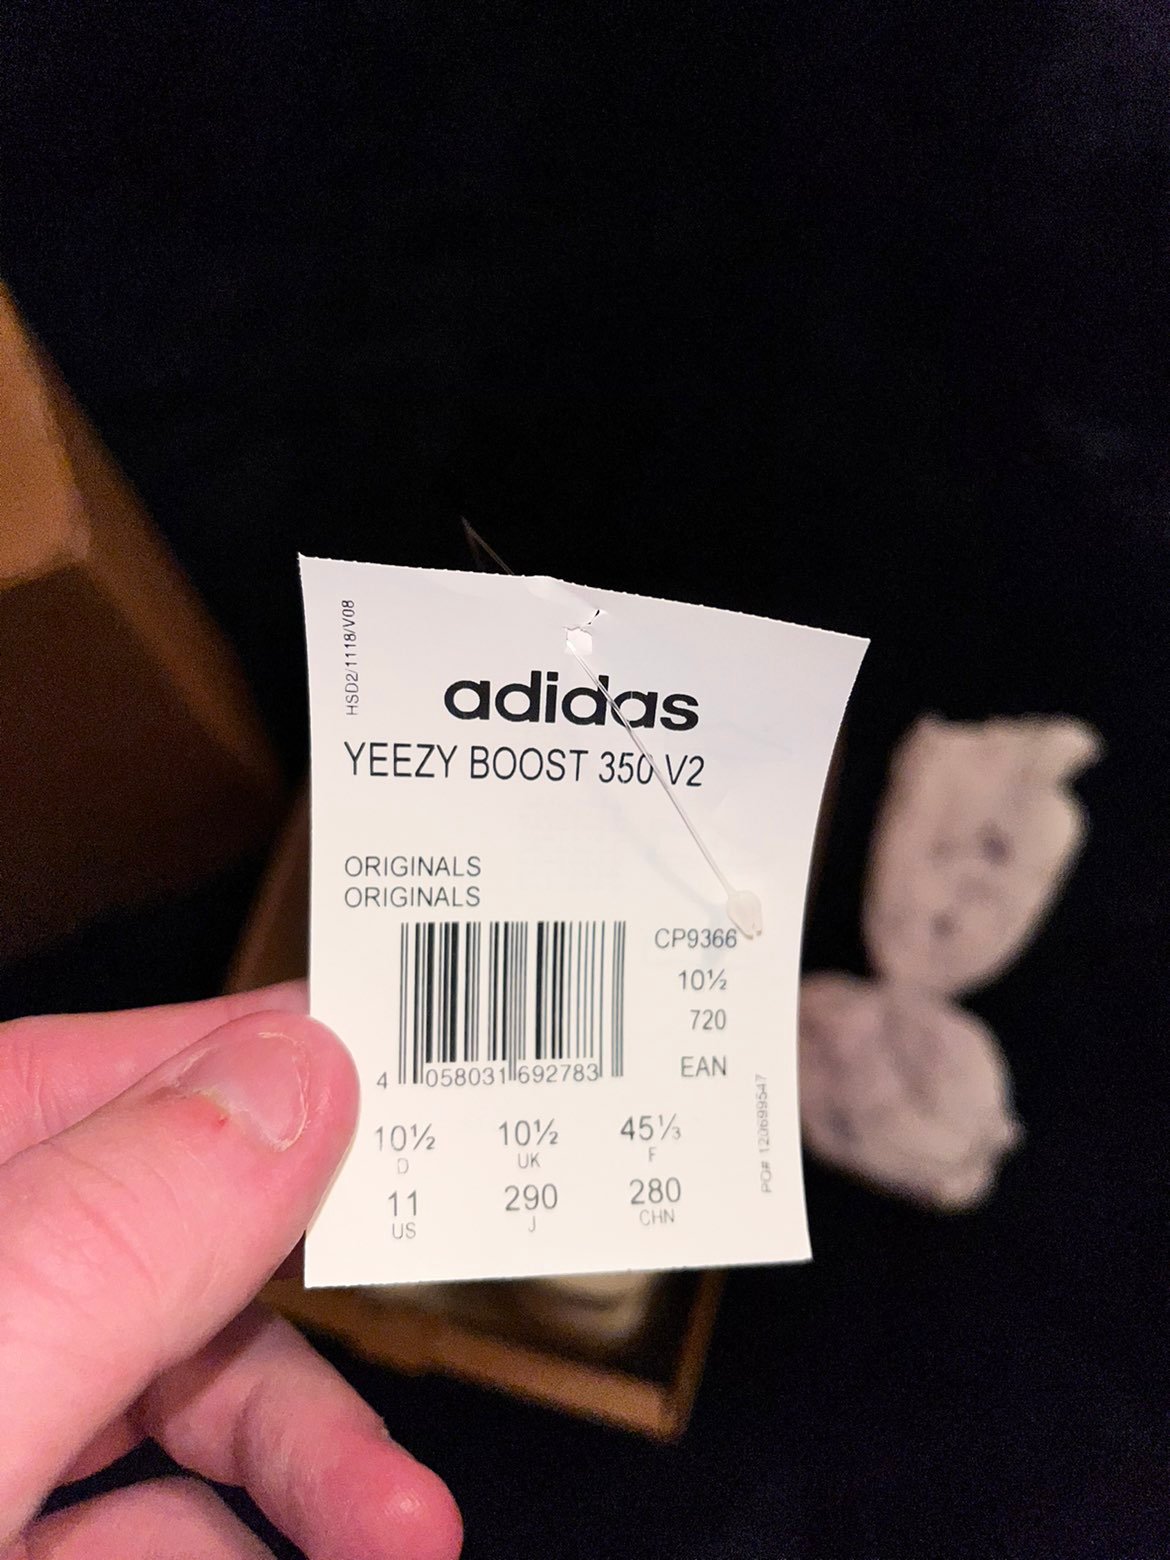 HSD2/1118/V08
adidas
YEEZY BOOST 350 V2
ORIGINALS
ORIGINALS
CP9366
10½
720
EAN
4 058031 692783
10½ 10½ 45⅓
D UK F
11 290 280
US J CHN
PO# 120699547